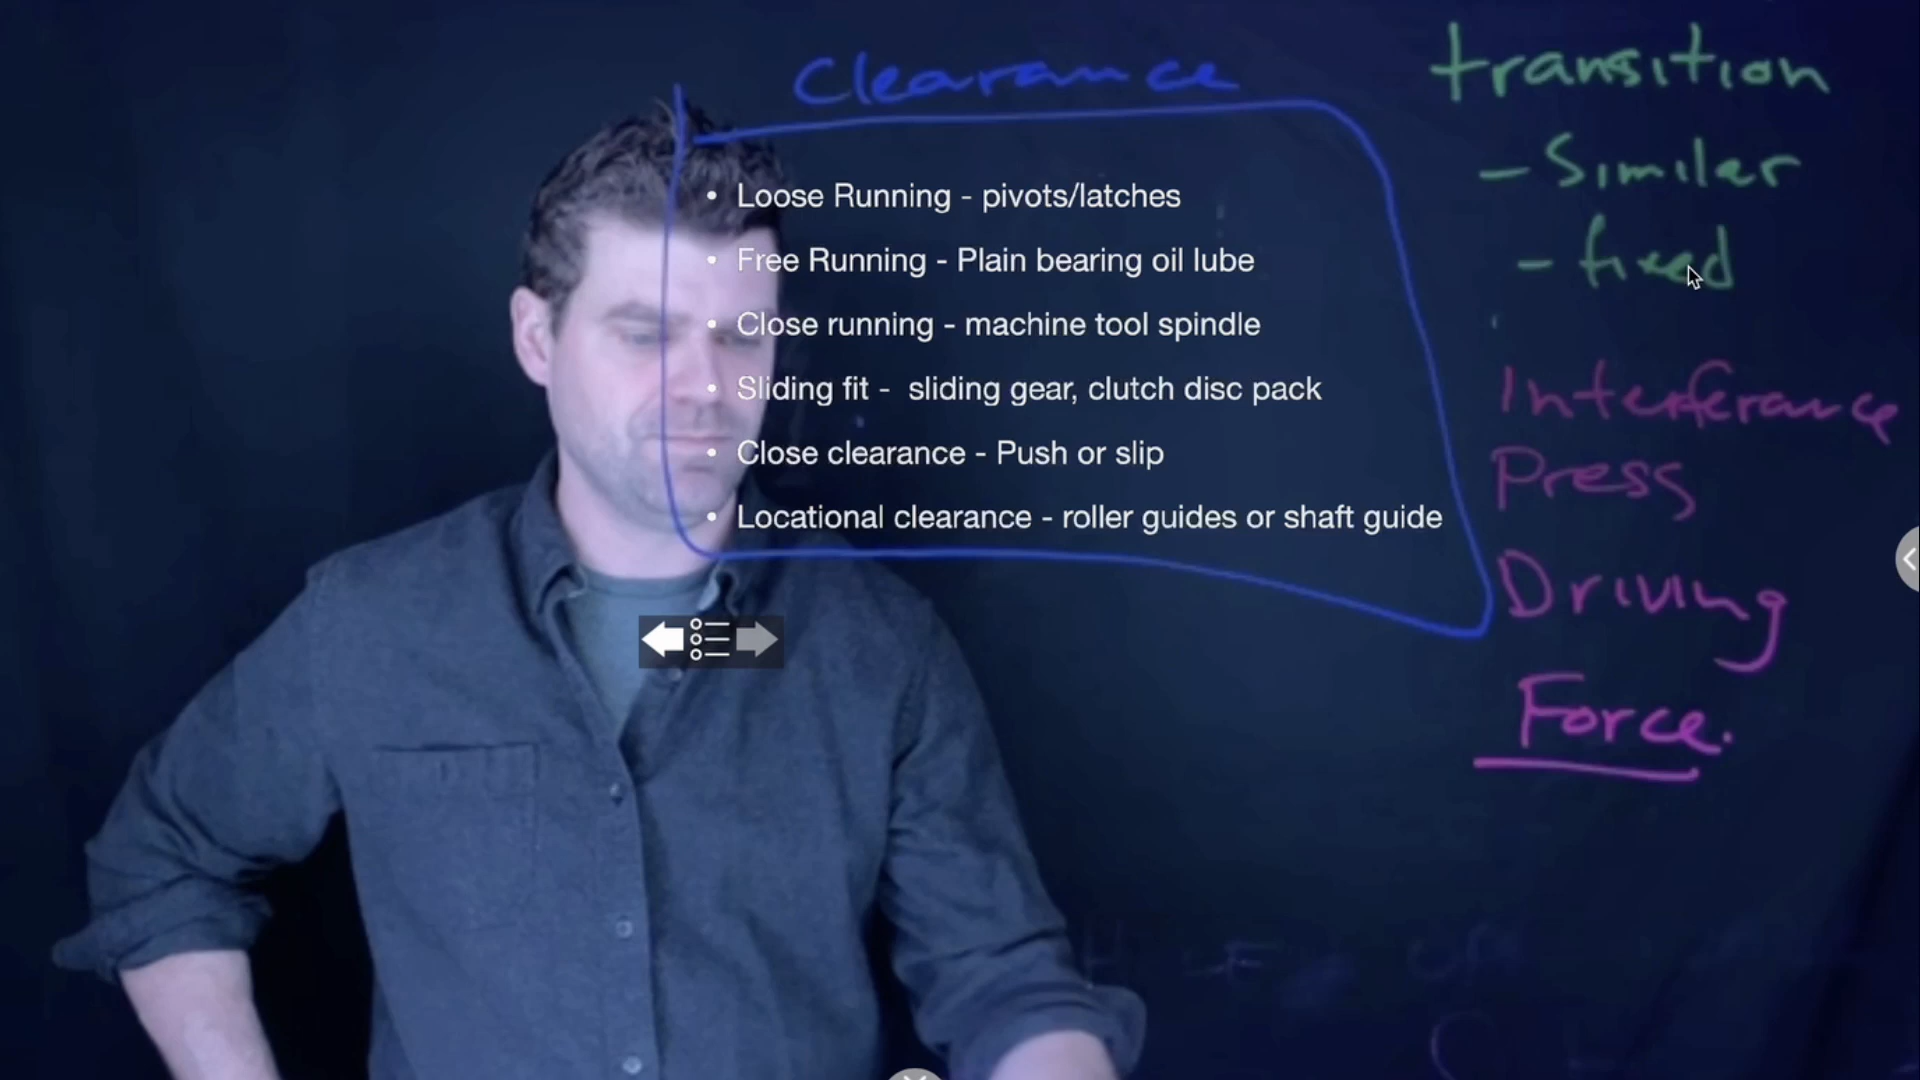 Clearance
• Loose Running - pivots/latches
• Free Running - Plain bearing oil lube
• Close running - machine tool spindle
• Sliding fit - sliding gear, clutch disc pack
• Close clearance - Push or slip
• Locational clearance - roller guides or shaft guide
transition
- Similar
- fixed
Interferance
Press
Driving
Force.